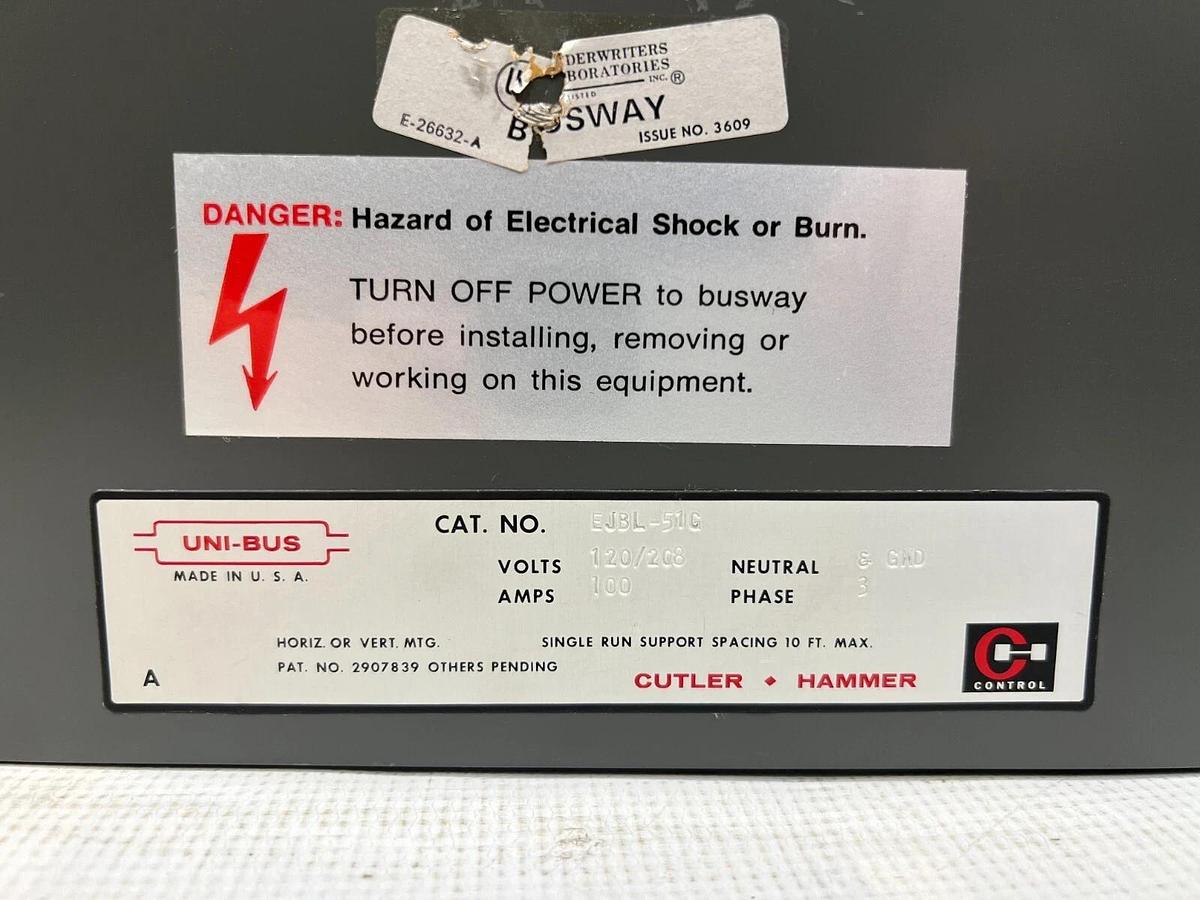 DERWRITERS
BORATORIES
INC.®
LISTED
BUSWAY
E-26632-A
ISSUE NO. 3609
DANGER: Hazard of Electrical Shock or Burn.
TURN OFF POWER to busway
before installing, removing or
working on this equipment.
UNI-BUS
MADE IN U. S. A.
CAT. NO. EJBL-51G
VOLTS 120/208 NEUTRAL & GND
AMPS 100 PHASE 3
HORIZ. OR VERT. MTG. SINGLE RUN SUPPORT SPACING 10 FT. MAX.
PAT. NO. 2907839 OTHERS PENDING
A
CUTLER ♦ HAMMER
CH
CONTROL